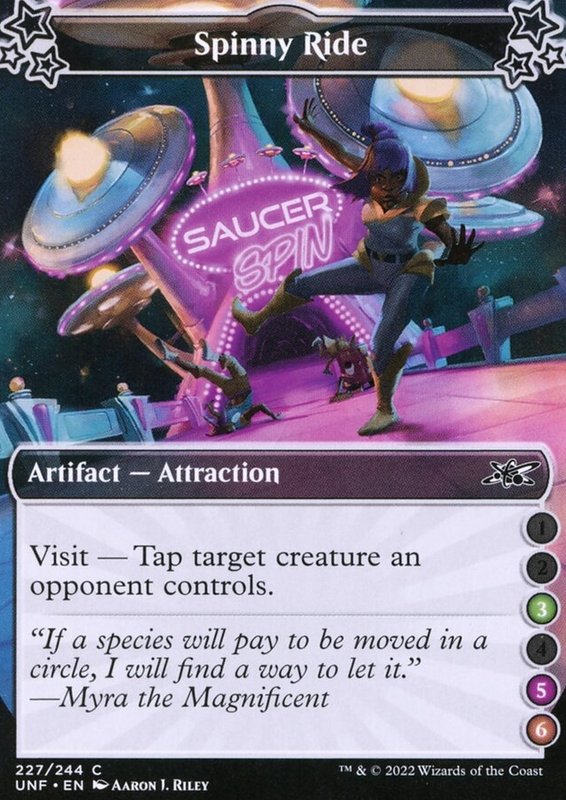 Spinny Ride
SAUCER
SPIN
Artifact — Attraction
Visit — Tap target creature an
opponent controls.
“If a species will pay to be moved in a
circle, I will find a way to let it.”
—Myra the Magnificent
1
2
3
4
5
6
227/244 C
UNF • EN Aaron J. Riley
™ & © 2022 Wizards of the Coast